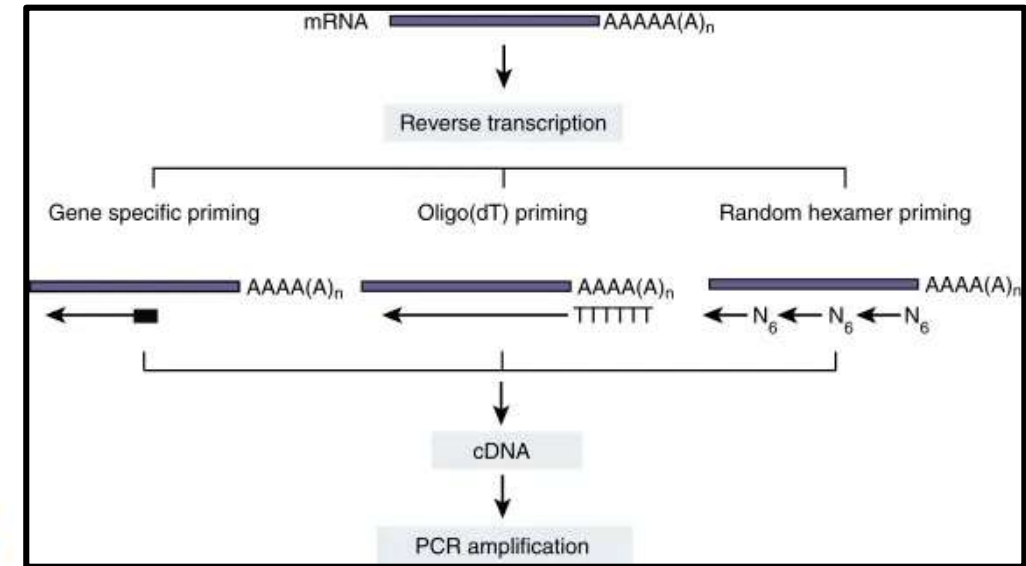 mRNA AAAAA(A)n
Reverse transcription
Gene specific priming Oligo(dT) priming Random hexamer priming
AAAA(A)n AAAA(A)n AAAA(A)n
TTTTTT N6 N6 N6
cDNA
PCR amplification